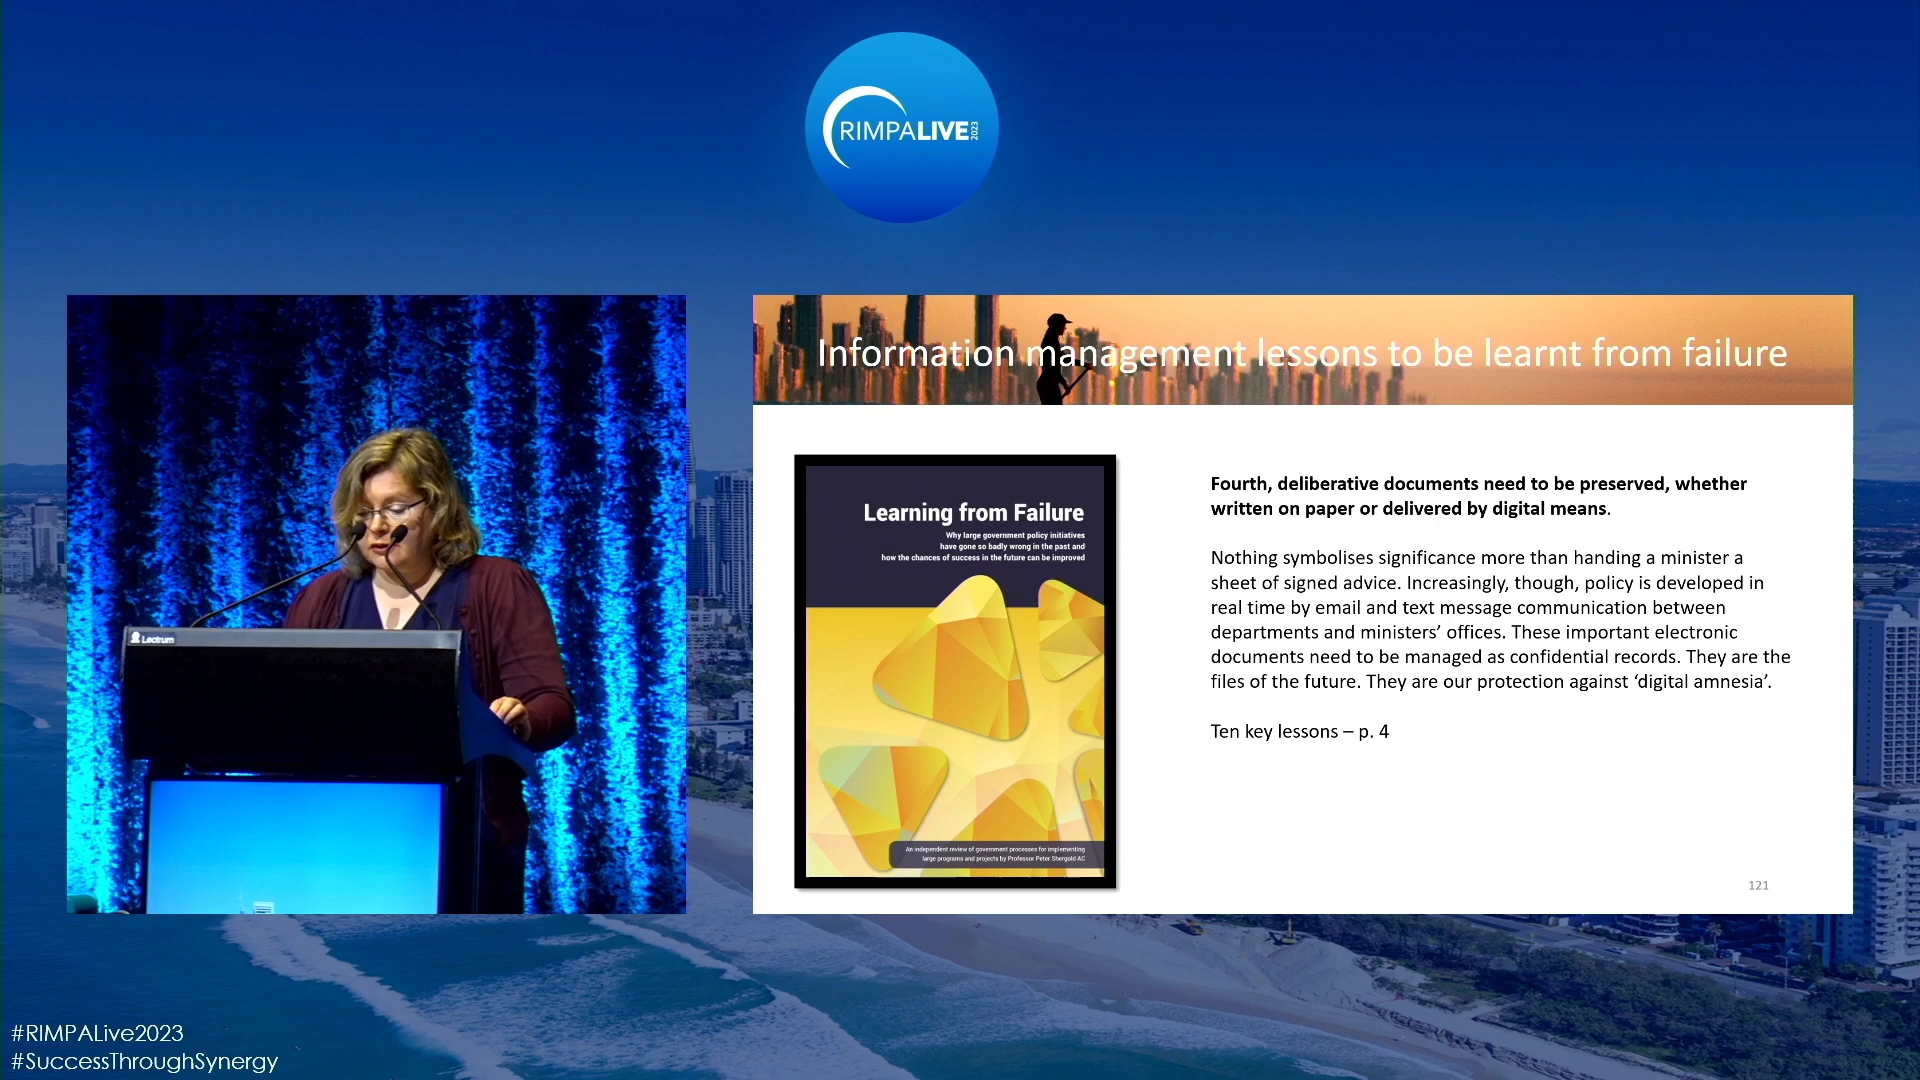 RIMPALIVE 2023
Lectrum
Information management lessons to be learnt from failure
Learning from Failure
Why large government policy initiatives
have gone so badly wrong in the past and
how the chances of success in the future can be improved
An independent review of government processes for implementing
large programs and projects by Professor Peter Shergold AC
Fourth, deliberative documents need to be preserved, whether
written on paper or delivered by digital means.
Nothing symbolises significance more than handing a minister a
sheet of signed advice. Increasingly, though, policy is developed in
real time by email and text message communication between
departments and ministers’ offices. These important electronic
documents need to be managed as confidential records. They are the
files of the future. They are our protection against ‘digital amnesia’.
Ten key lessons – p. 4
121
#RIMPALive2023
#SuccessThroughSynergy